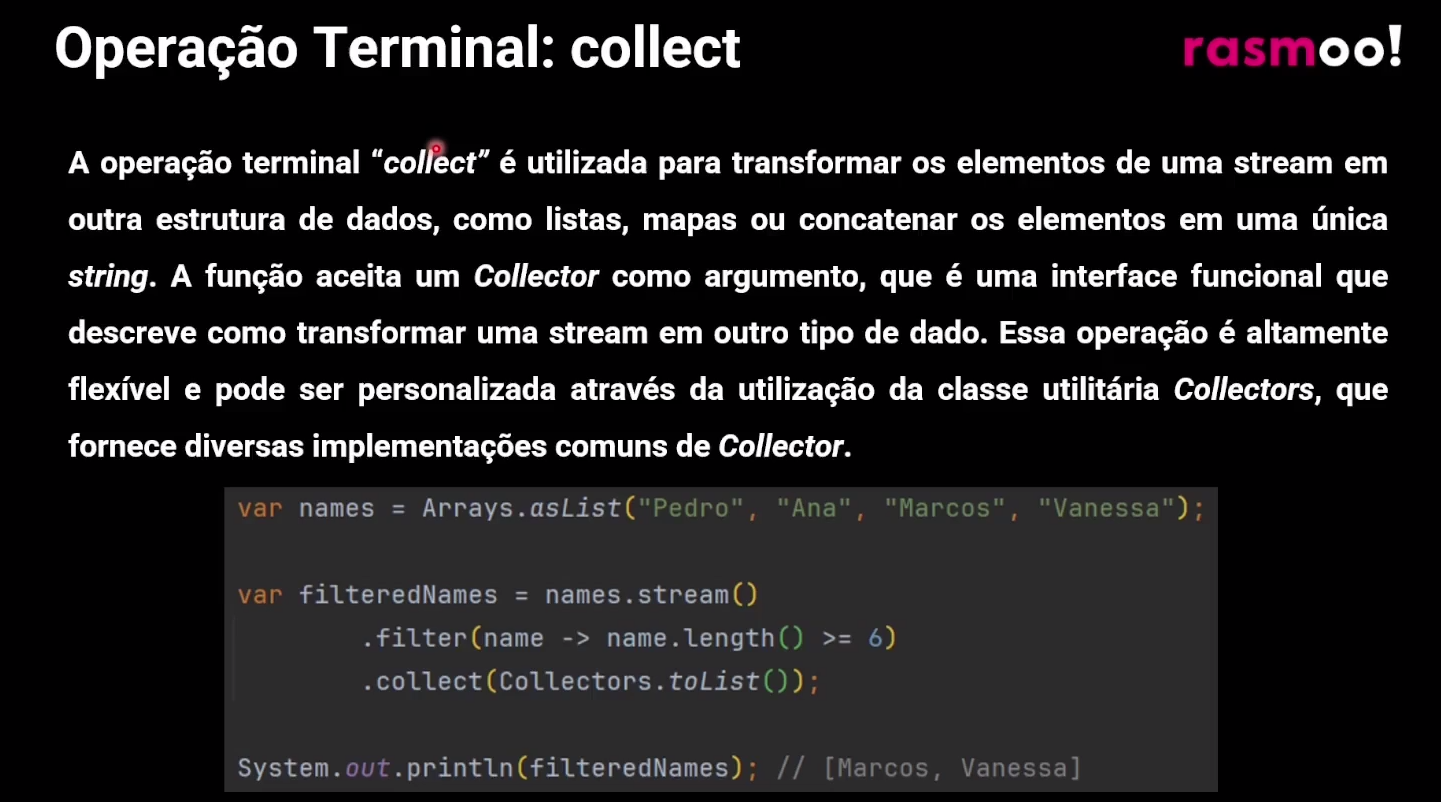 Operação Terminal: collect
rasmoo!
A operação terminal “collect” é utilizada para transformar os elementos de uma stream em
outra estrutura de dados, como listas, mapas ou concatenar os elementos em uma única
string. A função aceita um Collector como argumento, que é uma interface funcional que
descreve como transformar uma stream em outro tipo de dado. Essa operação é altamente
flexível e pode ser personalizada através da utilização da classe utilitária Collectors, que
fornece diversas implementações comuns de Collector.
var names = Arrays.asList("Pedro", "Ana", "Marcos", "Vanessa");
var filteredNames = names.stream()
.filter(name -> name.length() >= 6)
.collect(Collectors.toList());
System.out.println(filteredNames); // [Marcos, Vanessa]